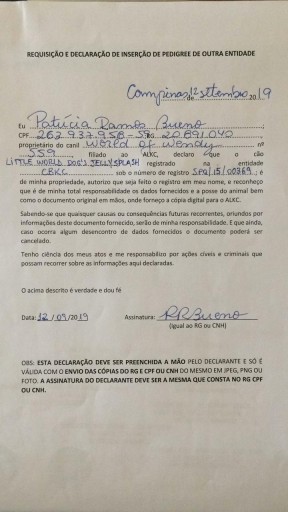 REQUISIÇÃO E DECLARAÇÃO DE INSERÇÃO DE PEDIGREE DE OUTRA ENTIDADE
Campinas, 12 de setembro, 2019
Eu Patrícia Ramos Bueno,
CPF 262.937.958-55 RG 20.891.040,
proprietário do canil World of Wendy nº
559, filiado ao ALKC, declaro que o cão
LITTLE WORLD DOG'S JELLY SPLASH registrado na entidade
CBKC sob o número de registro SPQ/15/00369, é
de minha propriedade, autorizo que seja feito o registro em meu nome, e reconheço
que é de minha total responsabilidade os dados fornecidos e a posse do animal bem
como o documento original em mãos, onde forneço a cópia digital para o ALKC.
Sabendo-se que quaisquer causas ou consequências futuras recorrentes, oriundos por
informações deste documento fornecido, serão de minha responsabilidade. E que ainda,
caso ocorra algum desencontro de dados fornecidos o documento poderá ser
cancelado.
Tenho ciência dos meus atos e me responsabilizo por ações cíveis e criminais que
possam recorrer as informações aqui declaradas.
O acima descrito é verdade e dou fé
Data: 12/09/2019 Assinatura: PRBueno
(Igual ao RG ou CNH)
OBS: ESTA DECLARAÇÃO DEVE SER PREENCHIDA A MÃO PELO DECLARANTE E SÓ É
VÁLIDA COM O ENVIO DAS CÓPIAS DO RG E CPF OU CNH DO MESMO EM JPEG, PNG OU
FOTO. A ASSINATURA DO DECLARANTE DEVE SER A MESMA QUE CONSTA NO RG CPF
OU CNH.